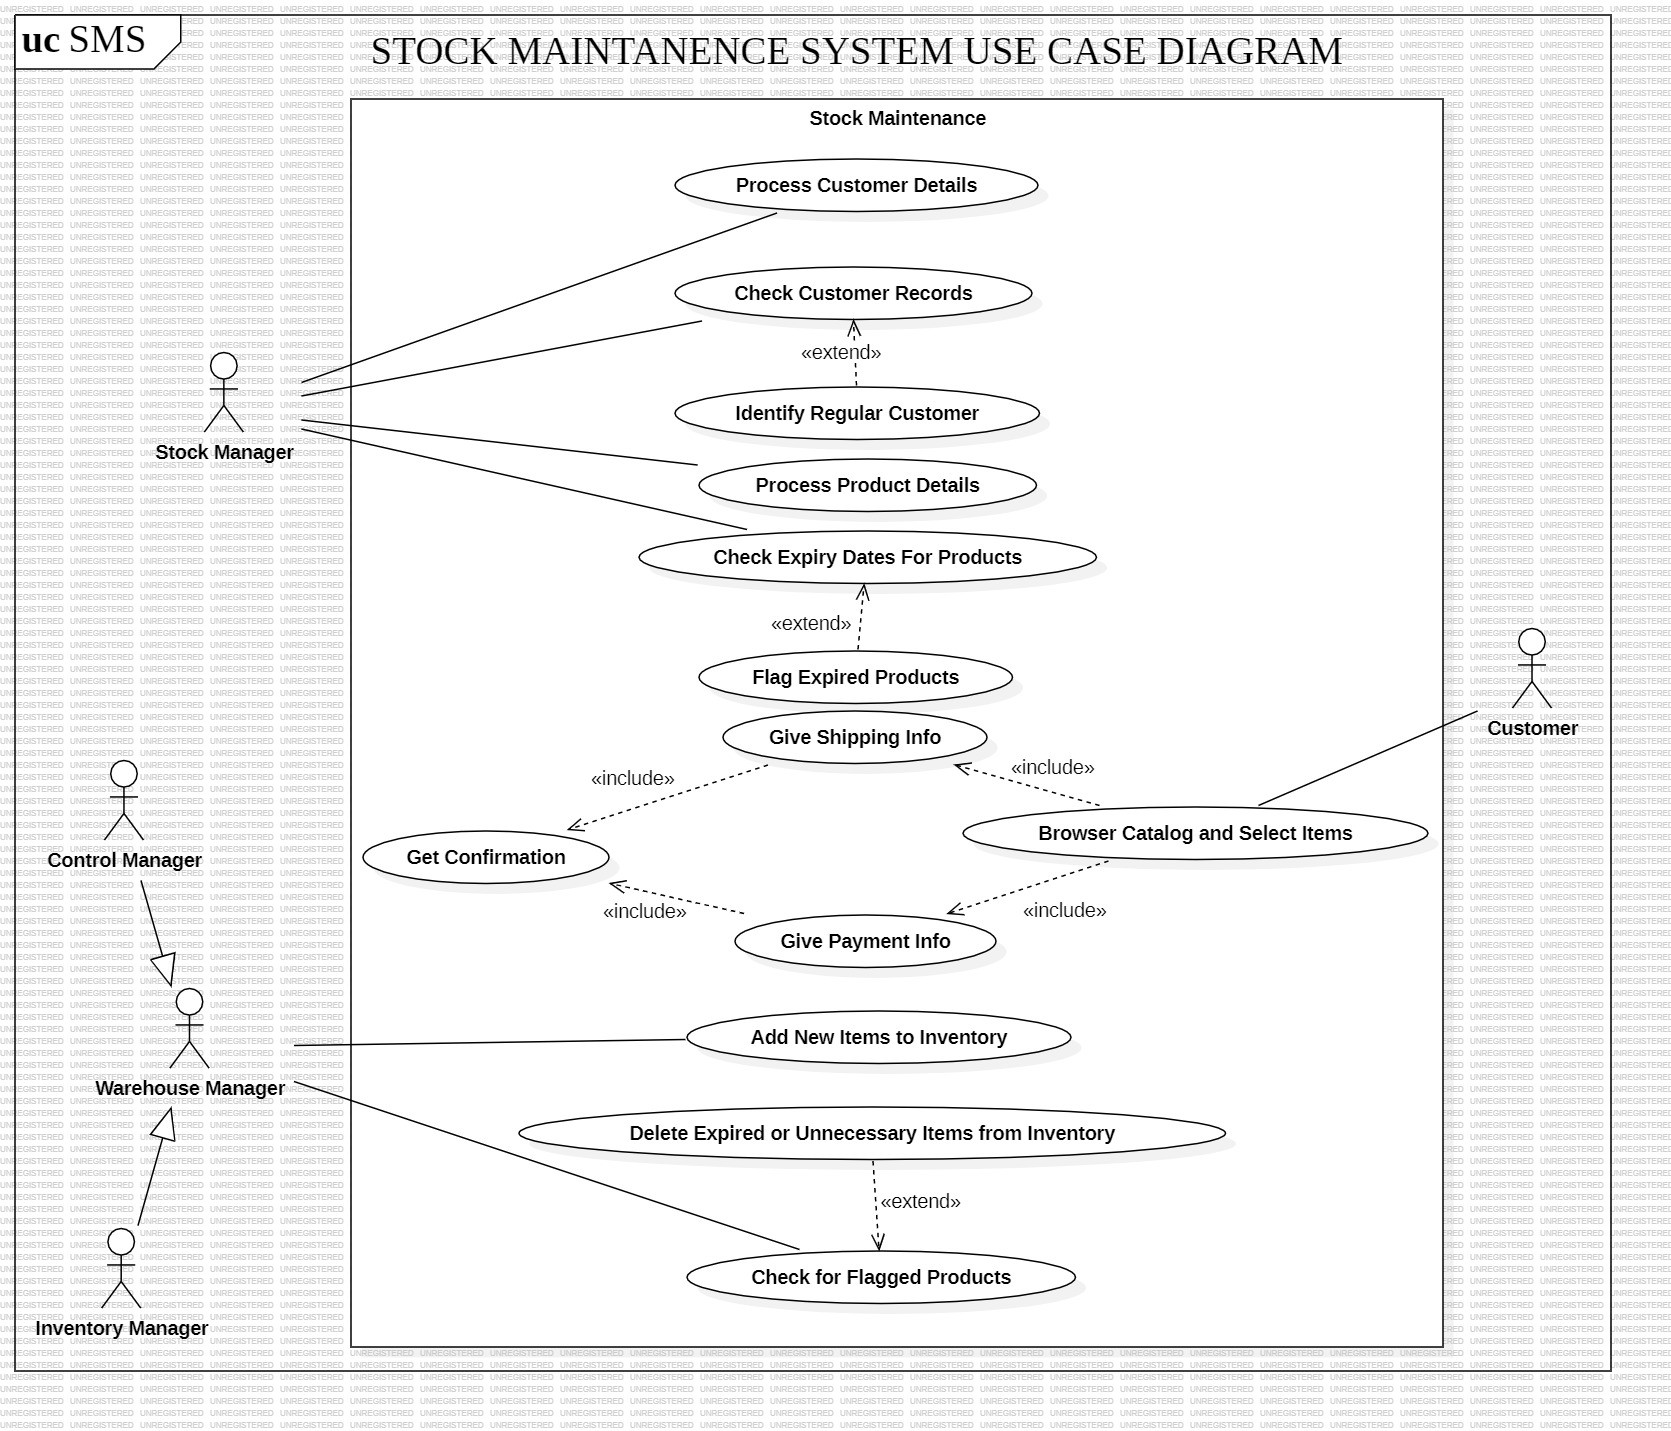 uc SMS
STOCK MAINTANENCE SYSTEM USE CASE DIAGRAM
Stock Maintenance
Process Customer Details
Check Customer Records
«extend»
Identify Regular Customer
Stock Manager
Process Product Details
Check Expiry Dates For Products
«extend»
Flag Expired Products
Customer
Give Shipping Info
«include»
«include»
Browser Catalog and Select Items
Get Confirmation
Control Manager
«include»
«include»
Give Payment Info
Add New Items to Inventory
Warehouse Manager
Delete Expired or Unnecessary Items from Inventory
«extend»
Check for Flagged Products
Inventory Manager
UNREGISTERED